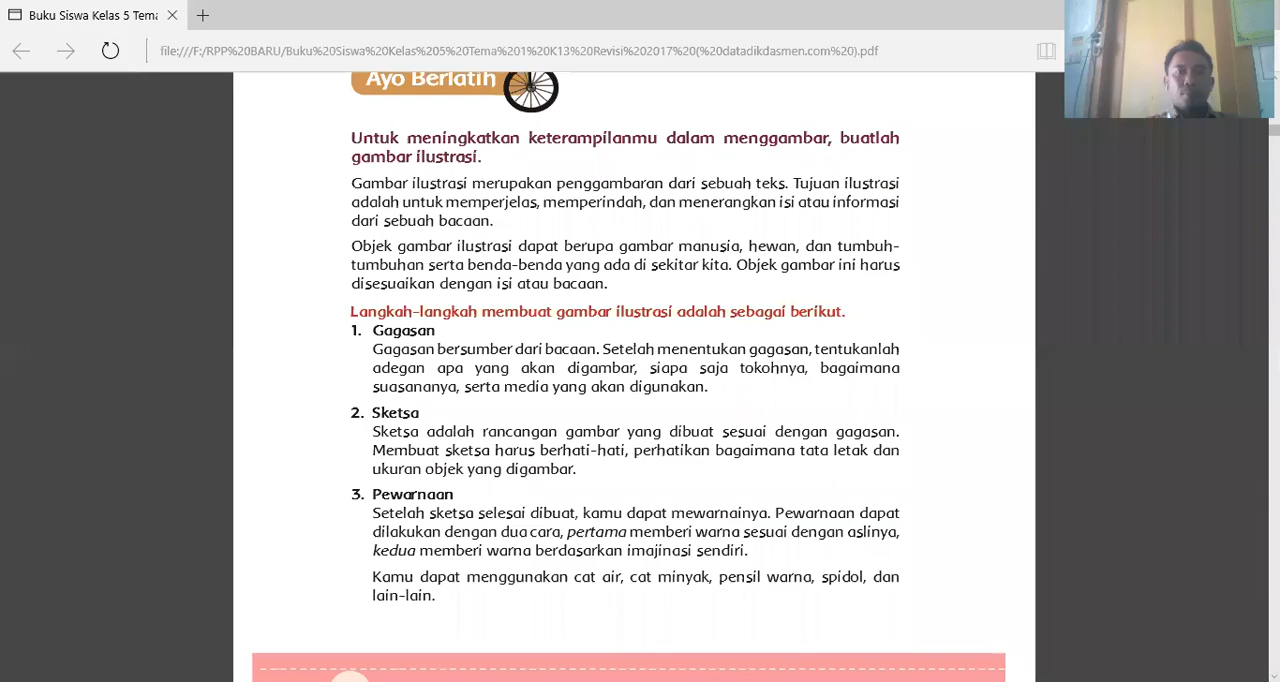 Buku Siswa Kelas 5 Tema
file:///F:/RPP%20BARU/Buku%20Siswa%20Kelas%205%20Tema%201%20K13%20Revisi%202017%20(%20datadikdasmen.com%20).pdf
Ayo Berlatih
Untuk meningkatkan keterampilanmu dalam menggambar, buatlah
gambar ilustrasi.
Gambar ilustrasi merupakan penggambaran dari sebuah teks. Tujuan ilustrasi
adalah untuk memperjelas, memperindah, dan menerangkan isi atau informasi
dari sebuah bacaan.
Objek gambar ilustrasi dapat berupa gambar manusia, hewan, dan tumbuh-
tumbuhan serta benda-benda yang ada di sekitar kita. Objek gambar ini harus
disesuaikan dengan isi atau bacaan.
Langkah-langkah membuat gambar ilustrasi adalah sebagai berikut.
1. Gagasan
Gagasan bersumber dari bacaan. Setelah menentukan gagasan, tentukanlah
adegan apa yang akan digambar, siapa saja tokohnya, bagaimana
suasananya, serta media yang akan digunakan.
2. Sketsa
Sketsa adalah rancangan gambar yang dibuat sesuai dengan gagasan.
Membuat sketsa harus berhati-hati, perhatikan bagaimana tata letak dan
ukuran objek yang digambar.
3. Pewarnaan
Setelah sketsa selesai dibuat, kamu dapat mewarnainya. Pewarnaan dapat
dilakukan dengan dua cara, pertama memberi warna sesuai dengan aslinya,
kedua memberi warna berdasarkan imajinasi sendiri.
Kamu dapat menggunakan cat air, cat minyak, pensil warna, spidol, dan
lain-lain.